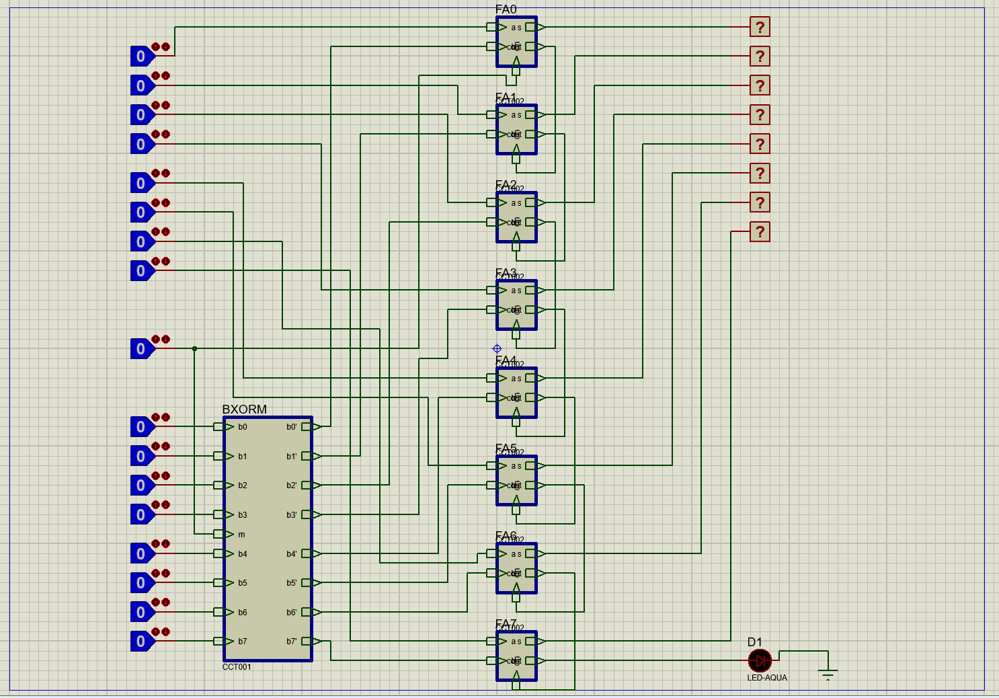 FA0
0
a s
?
0
?
0
FA1
CCT002
a s
?
0
?
0
?
0
FA2
CCT002
a s
?
0
?
0
?
0
FA3
CCT002
a s
0
FA4
CCT002
a s
BXORM
0
b0
b0'
0
b1
b1'
FA5
CCT002
a s
0
b2
b2'
0
b3
b3'
m
FA6
CCT002
a s
0
b4
b4'
0
b5
b5'
0
b6
b6'
FA7
CCT002
a s
0
b7
b7'
CCT001
D1
LED-AQUA